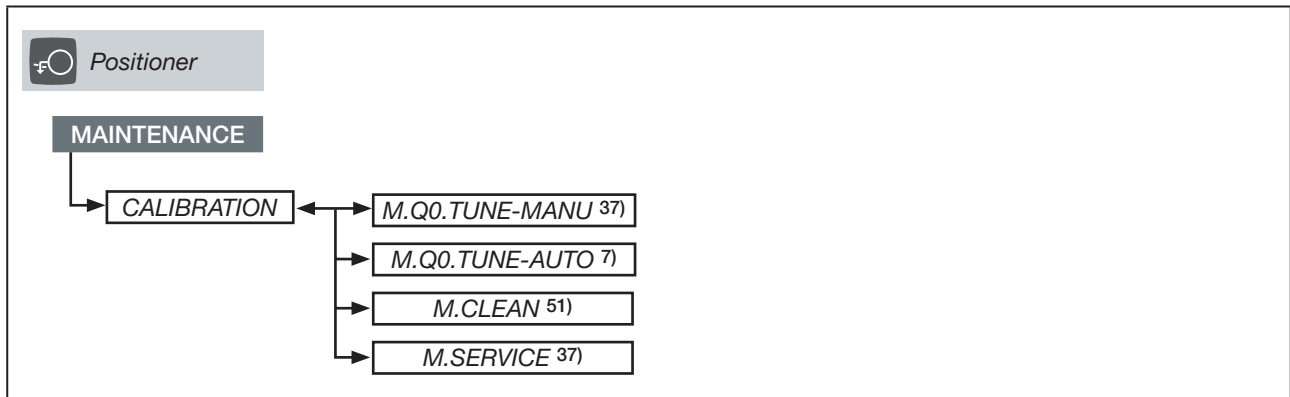 Positioner
MAINTENANCE
CALIBRATION
M.Q0.TUNE-MANU 37)
M.Q0.TUNE-AUTO 7)
M.CLEAN 51)
M.SERVICE 37)